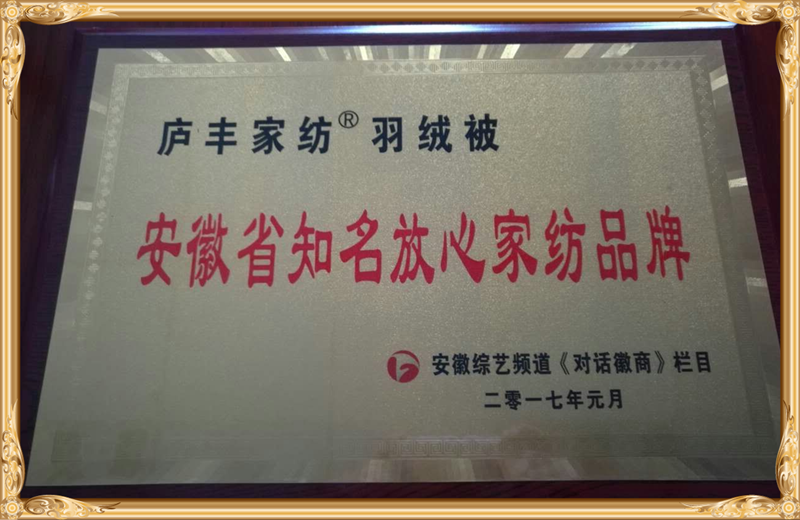 庐丰家纺® 羽绒被
安徽省知名放心家纺品牌
安徽综艺频道《对话徽商》栏目
二零一七年元月